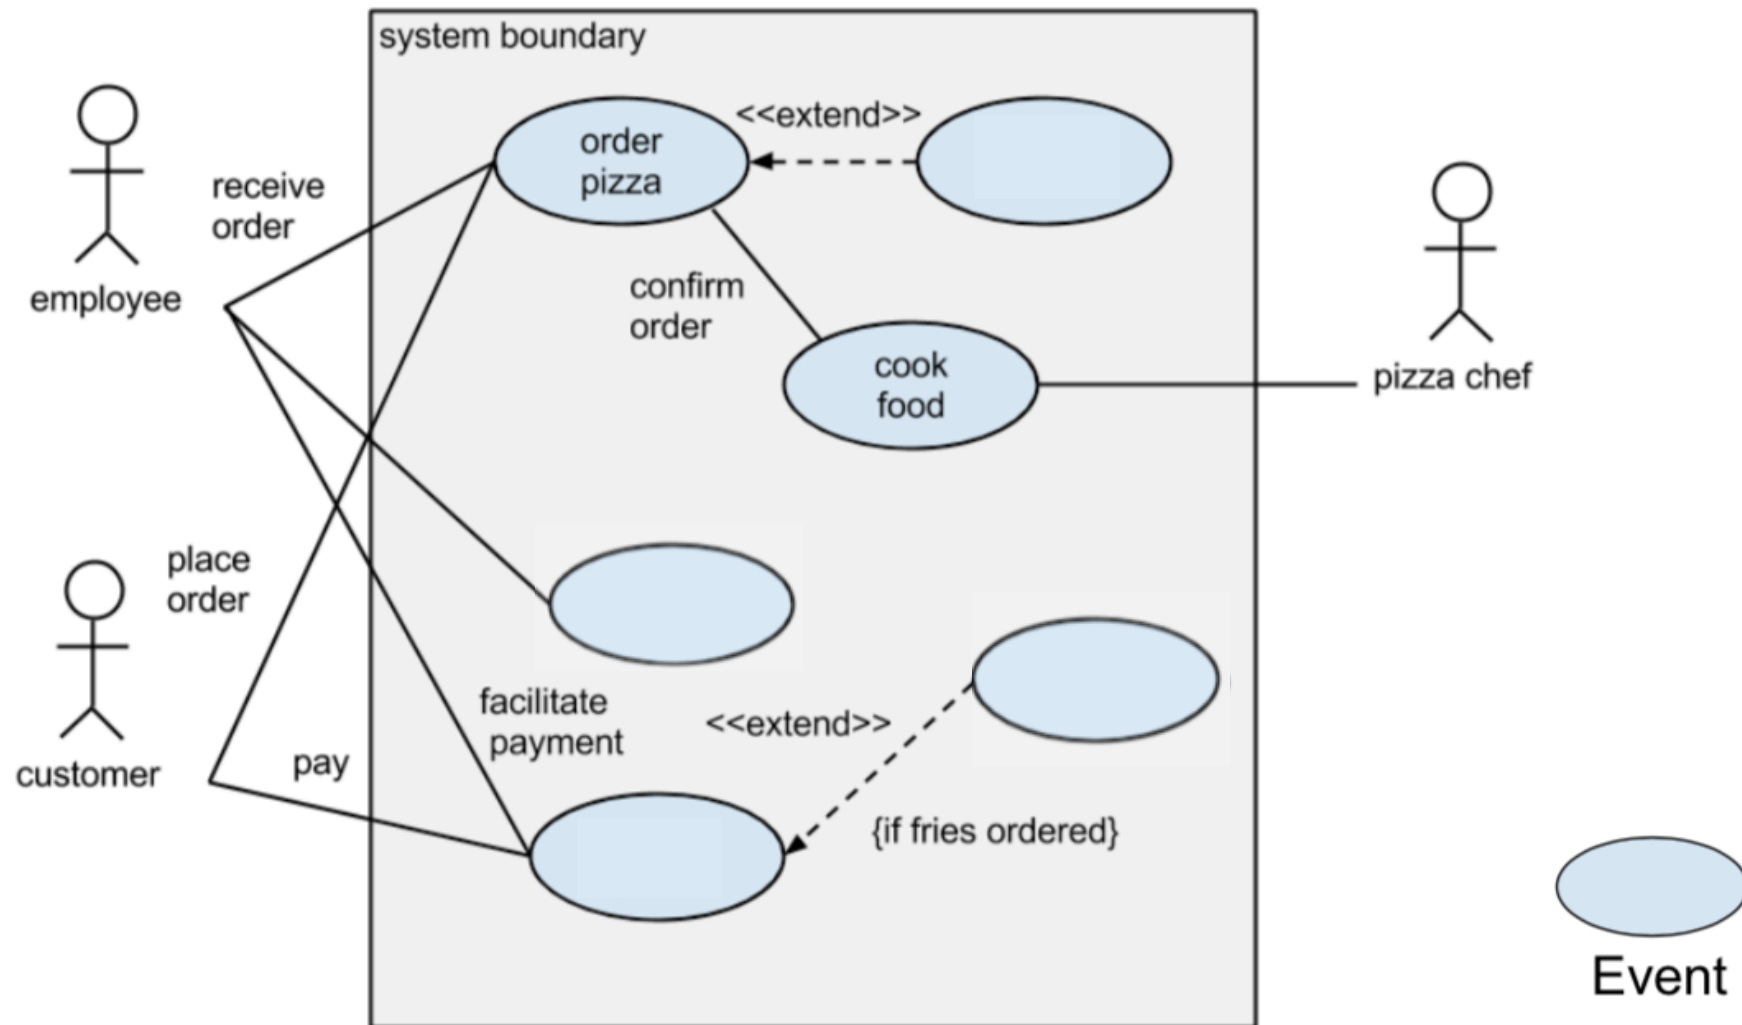 system boundary
<<extend>>
order
pizza
receive
order
employee
confirm
order
cook
food
pizza chef
place
order
facilitate
payment
<<extend>>
pay
customer
{if fries ordered}
Event